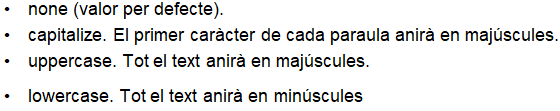 • none (valor per defecte).
• capitalize. El primer caràcter de cada paraula anirà en majúscules.
• uppercase. Tot el text anirà en majúscules.
• lowercase. Tot el text anirà en minúscules